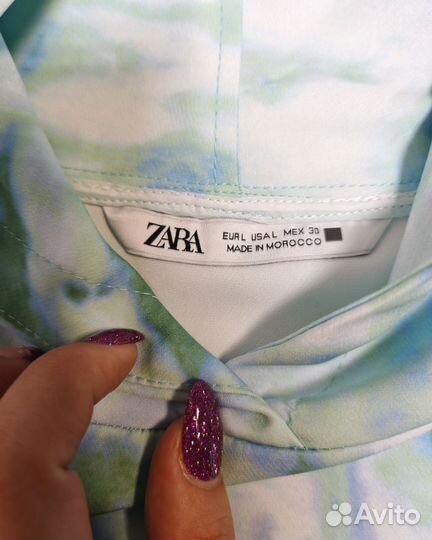 ZARA
EUR L USA L MEX 30
MADE IN MOROCCO
Avito